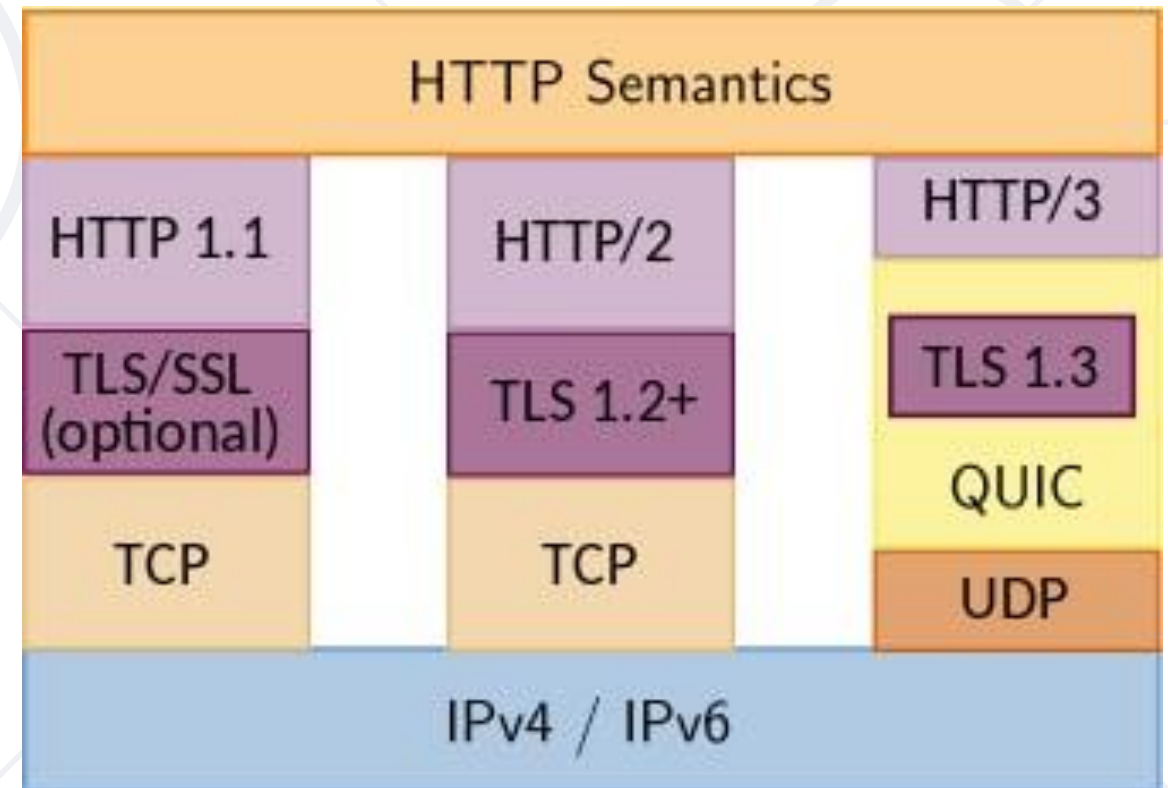 HTTP Semantics
HTTP 1.1
TLS/SSL
(optional)
TCP
HTTP/2
TLS 1.2+
TCP
HTTP/3
TLS 1.3
QUIC
UDP
IPv4 / IPv6